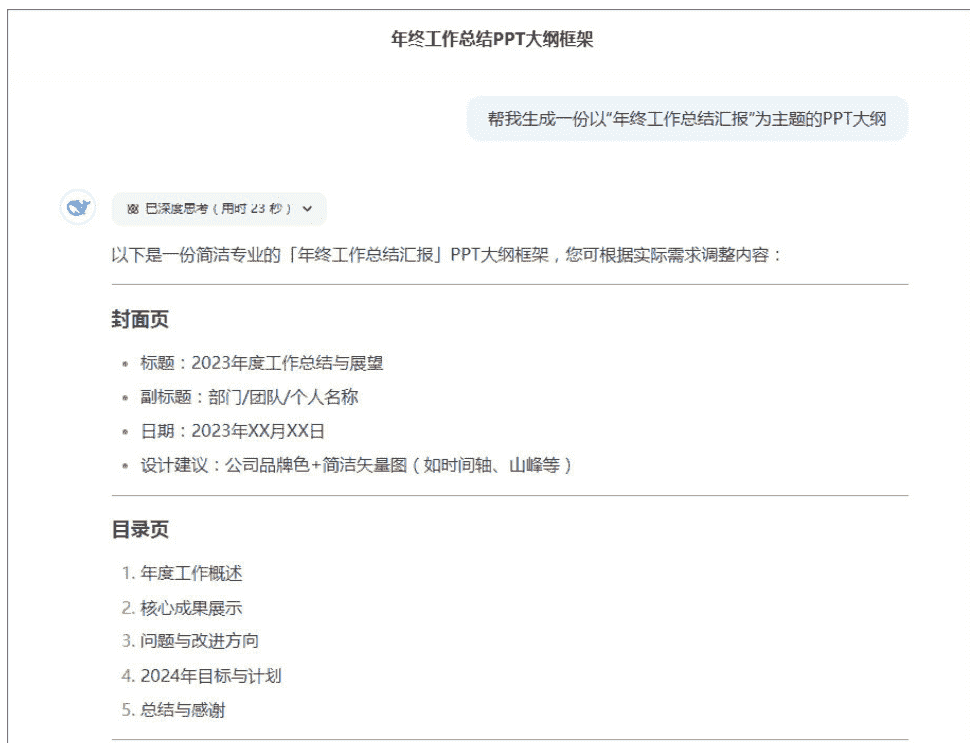 年终工作总结PPT大纲框架
帮我生成一份以“年终工作总结汇报”为主题的PPT大纲
已深度思考（用时 23 秒）
以下是一份简洁专业的「年终工作总结汇报」PPT大纲框架，您可根据实际需求调整内容：
封面页
• 标题：2023年度工作总结与展望
• 副标题：部门/团队/个人名称
• 日期：2023年XX月XX日
• 设计建议：公司品牌色+简洁矢量图（如时间轴、山峰等）
目录页
1. 年度工作概述
2. 核心成果展示
3. 问题与改进方向
4. 2024年目标与计划
5. 总结与感谢